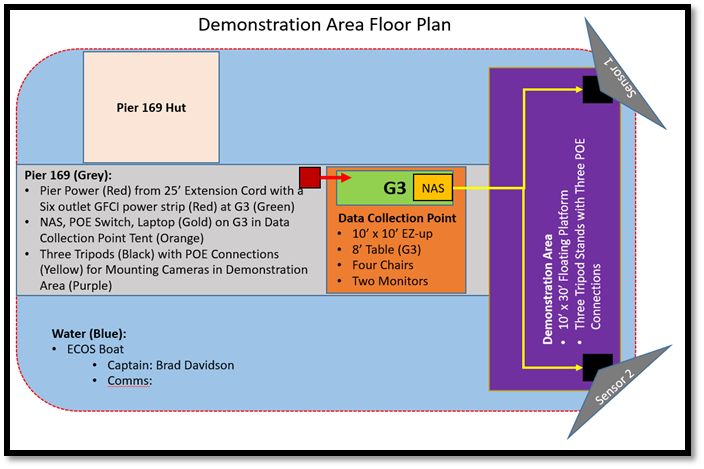 Demonstration Area Floor Plan
Pier 169 Hut
Sensor 1
Pier 169 (Grey):
• Pier Power (Red) from 25’ Extension Cord with a
Six outlet GFCI power strip (Red) at G3 (Green)
• NAS, POE Switch, Laptop (Gold) on G3 in Data
Collection Point Tent (Orange)
• Three Tripods (Black) with POE Connections
(Yellow) for Mounting Cameras in Demonstration
Area (Purple)
G3
NAS
Data Collection Point
• 10’ x 10’ EZ-up
• 8’ Table (G3)
• Four Chairs
• Two Monitors
Demonstration Area
• 10’ x 30’ Floating Platform
• Three Tripod Stands with Three POE
Connections
Water (Blue):
• ECOS Boat
• Captain: Brad Davidson
• Comms:
Sensor 2